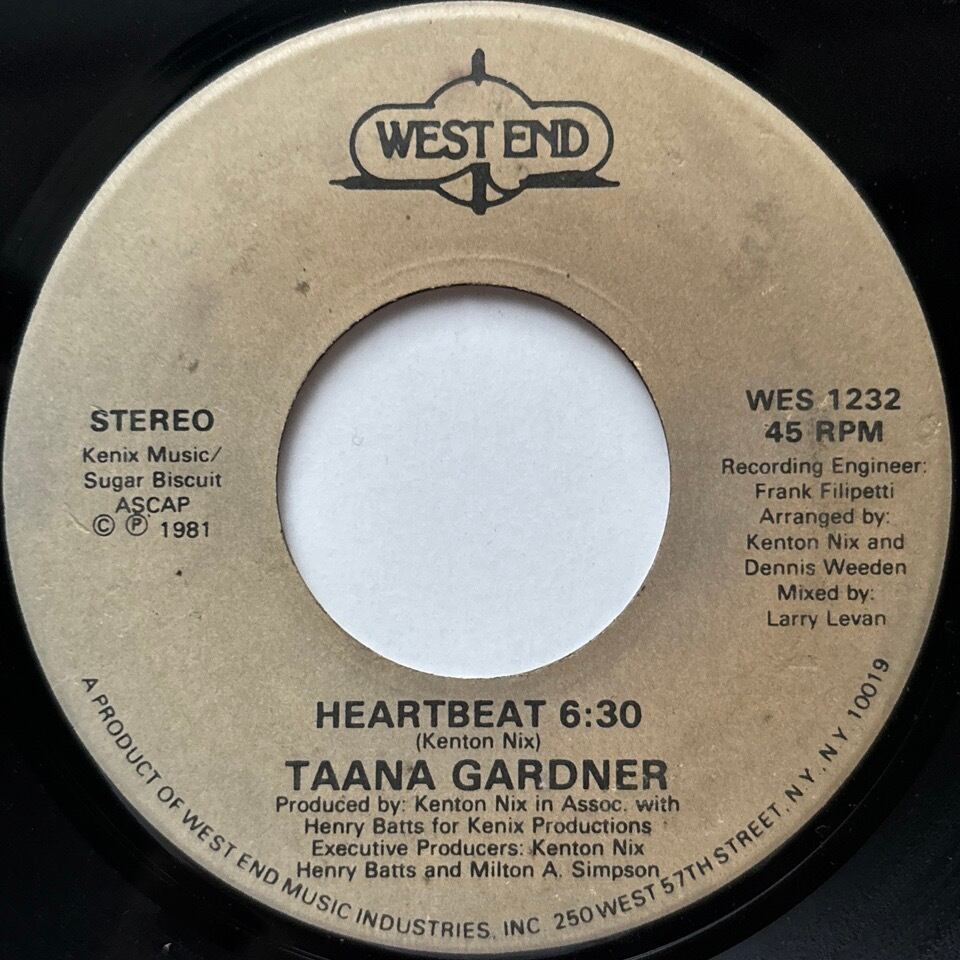 WEST END
STEREO
Kenix Music/
Sugar Biscuit
ASCAP
© ℗ 1981
WES 1232
45 RPM
Recording Engineer:
Frank Filipetti
Arranged by:
Kenton Nix and
Dennis Weeden
Mixed by:
Larry Levan
HEARTBEAT 6:30
(Kenton Nix)
TAANA GARDNER
Produced by: Kenton Nix in Assoc. with
Henry Batts for Kenix Productions
Executive Producers: Kenton Nix
Henry Batts and Milton A. Simpson
A PRODUCT OF WEST END MUSIC INDUSTRIES, INC. 250 WEST 57TH STREET, N.Y., N.Y. 10019